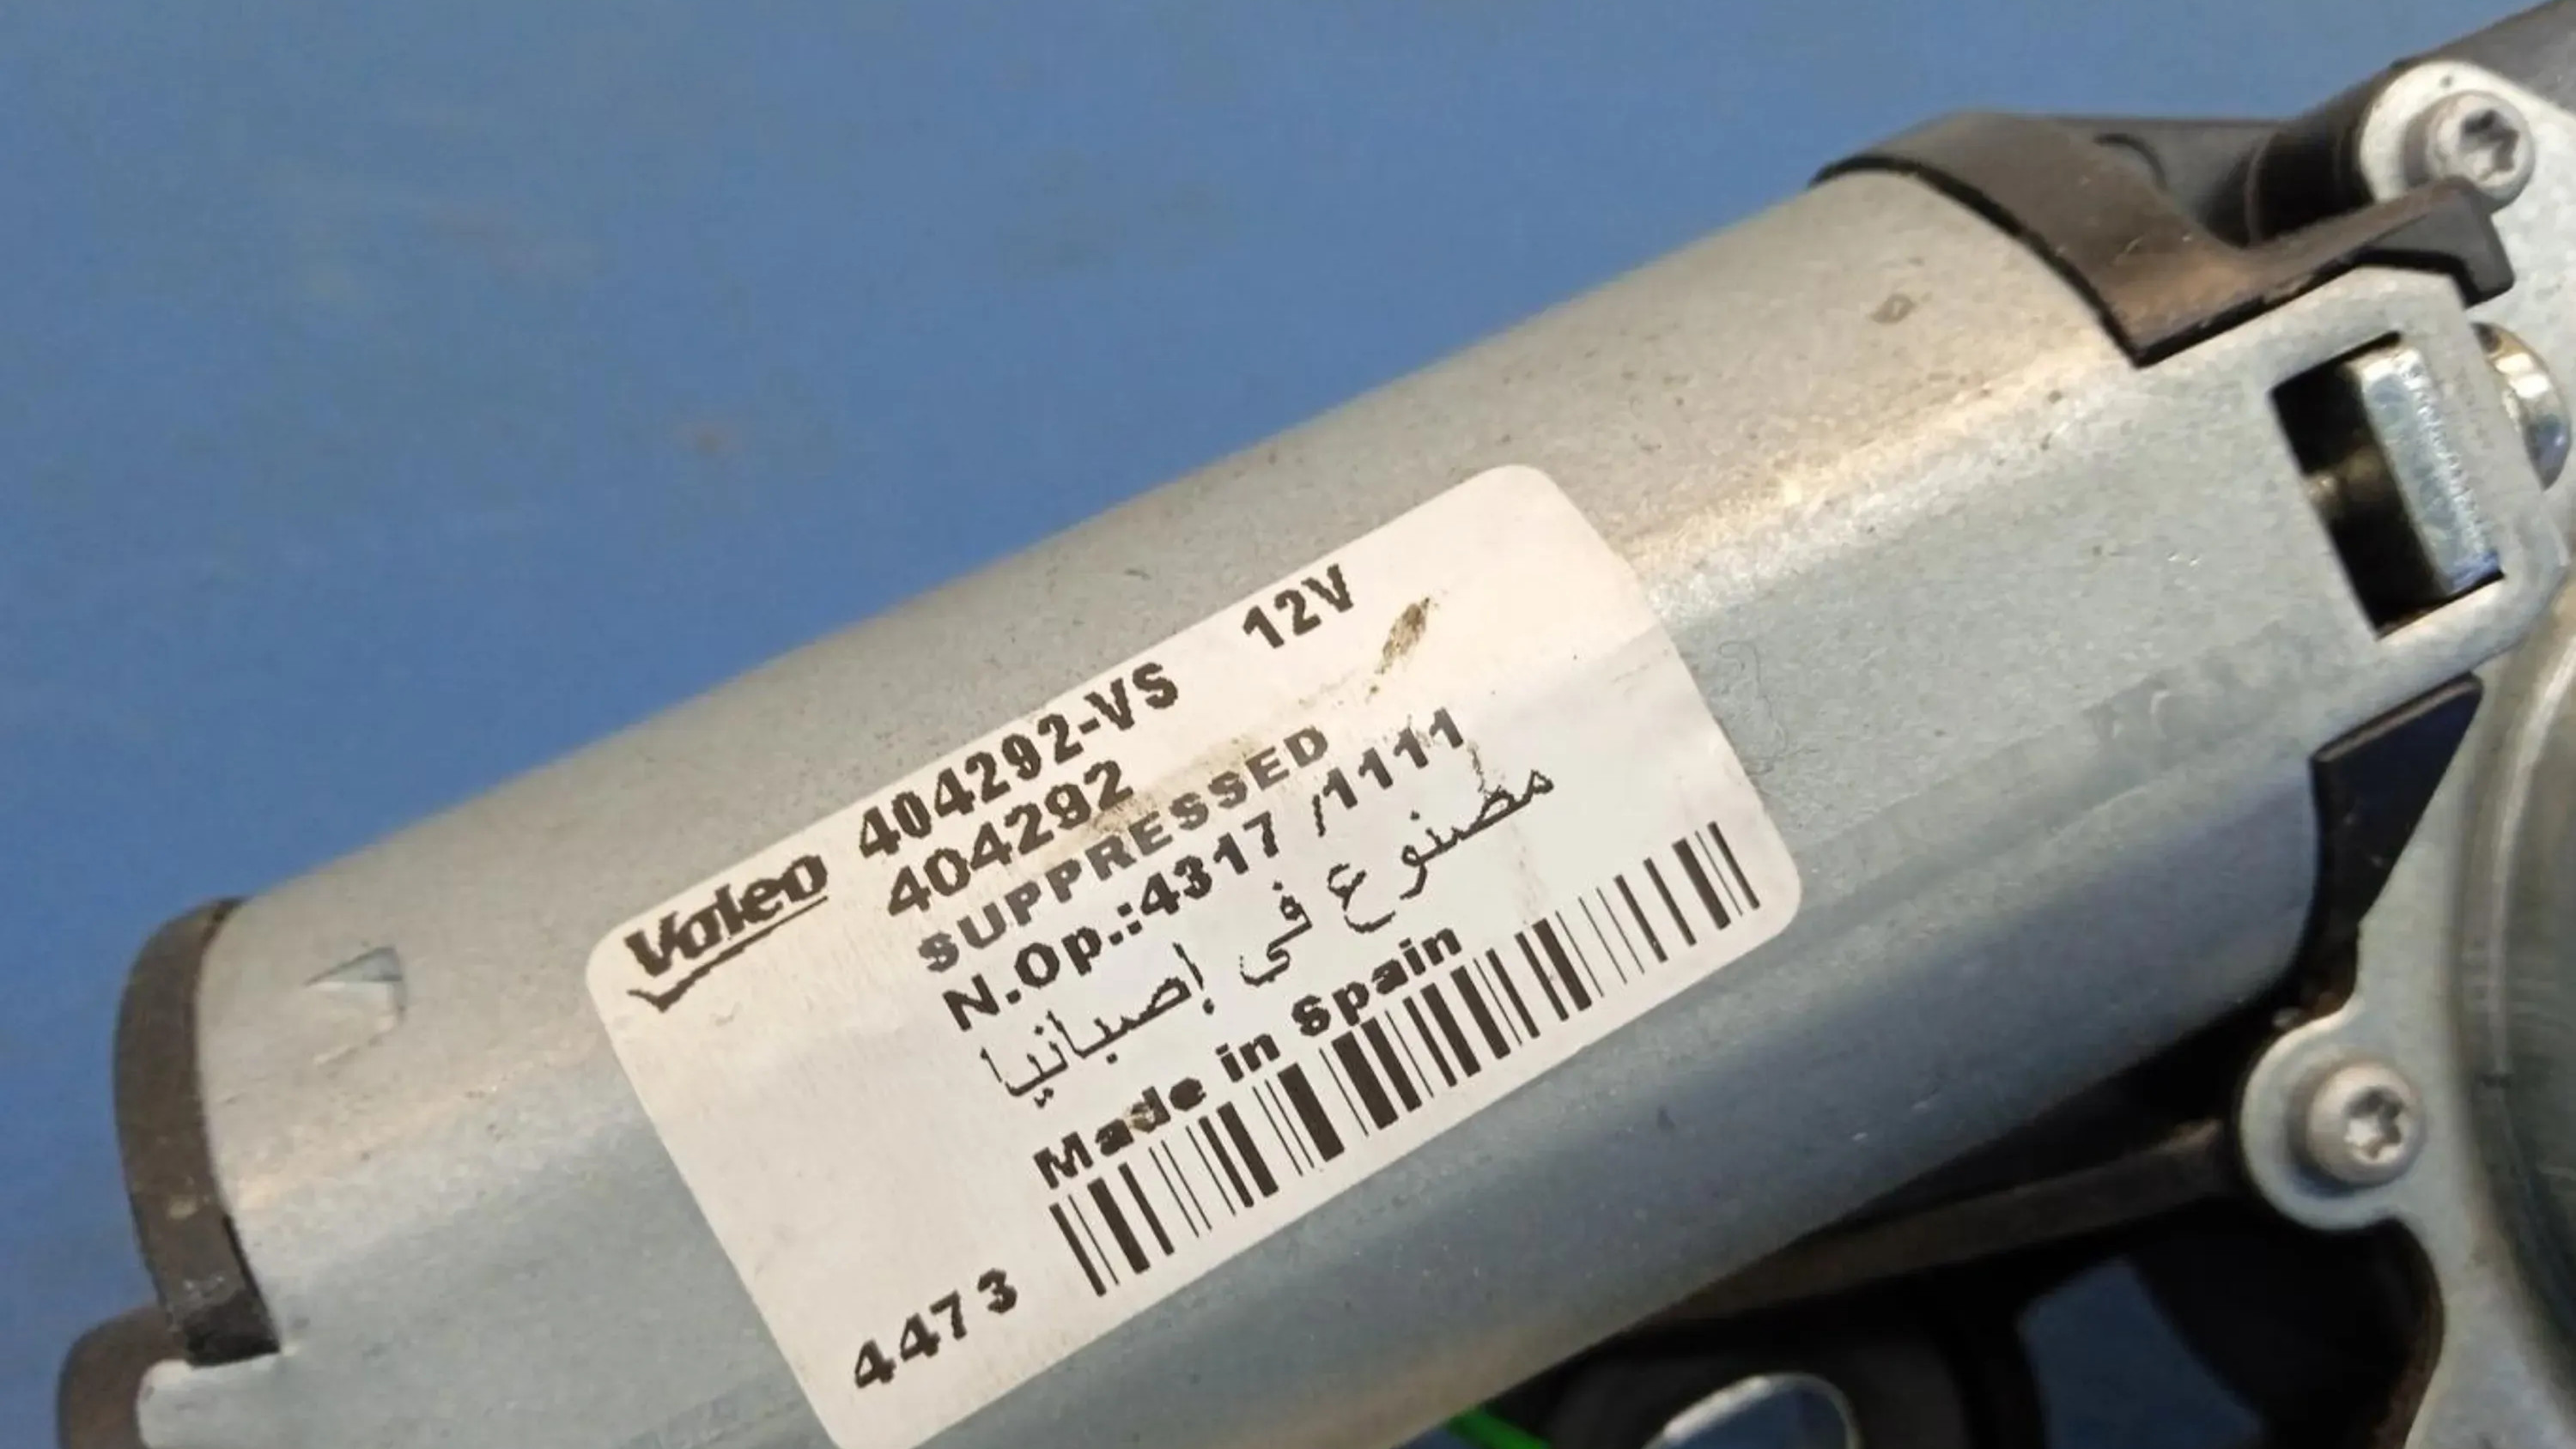 Valeo 404292-VS 12V
404292
SUPPRESSED
N.Op.:4317 /1111
مصنوع في إصبانيا
Made in Spain
4473